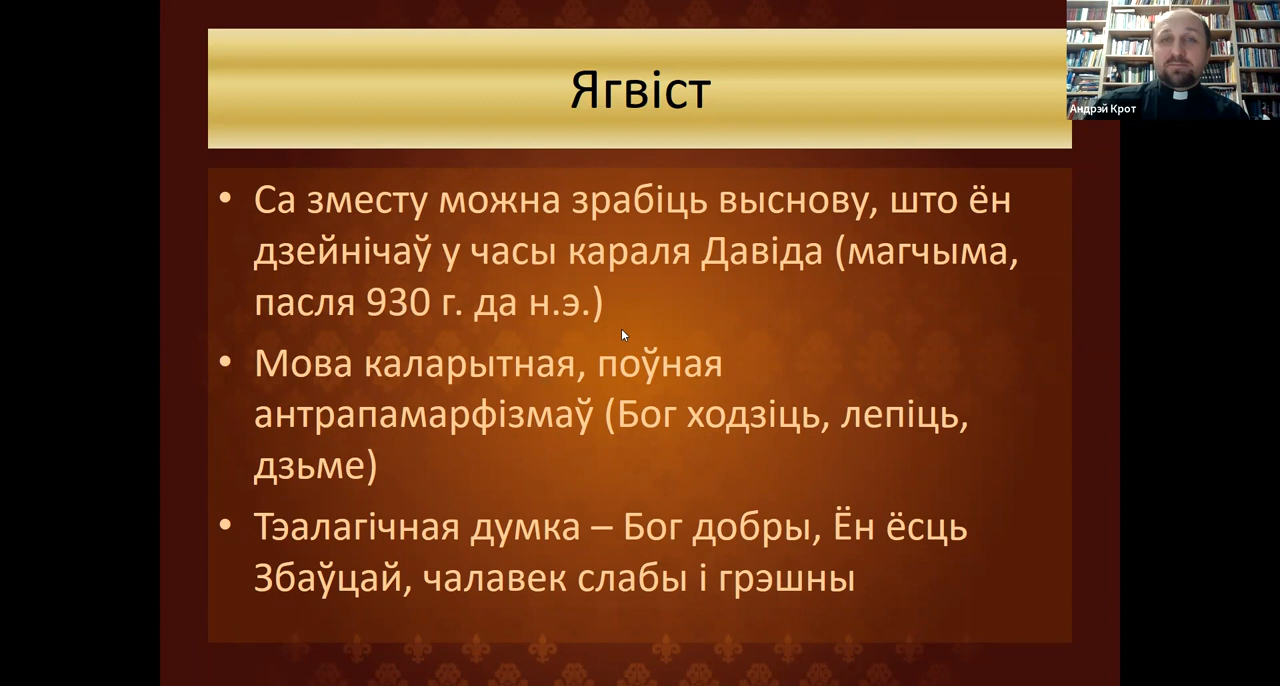 Ягвіст
Андрэй Крот
• Са зместу можна зрабіць выснову, што ён
дзейнічаў у часы караля Давіда (магчыма,
пасля 930 г. да н.э.)
• Мова каларытная, поўная
антрапамарфізмаў (Бог ходзіць, лепіць,
дзьме)
• Тэалагічная думка – Бог добры, Ён ёсць
Збаўцай, чалавек слабы і грэшны